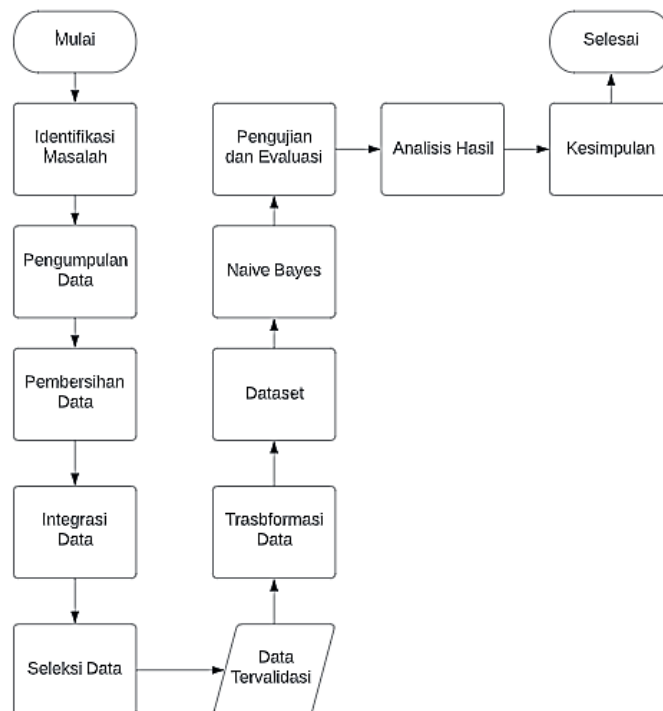 Mulai
Identifikasi
Masalah
Pengumpulan
Data
Pembersihan
Data
Integrasi
Data
Seleksi Data
Data
Tervalidasi
Trasbformasi
Data
Dataset
Naive Bayes
Pengujian
dan Evaluasi
Analisis Hasil
Kesimpulan
Selesai